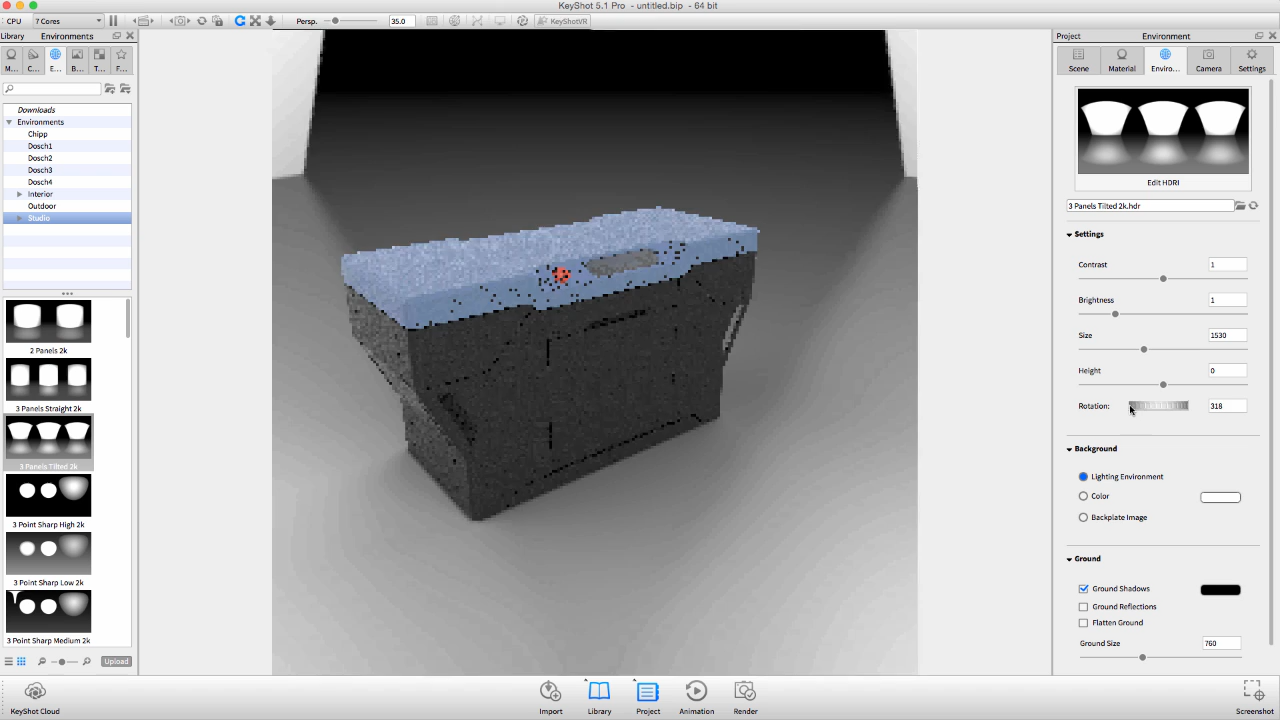 KeyShot 5.1 Pro - untitled.bip - 64 bit
CPU 7 Cores Persp. 35.0 KeyShotVR
Library Environments
M... C... E... B... T... F...
Downloads
Environments
Chipp
Dosch1
Dosch2
Dosch3
Dosch4
Interior
Outdoor
Studio
2 Panels 2k
3 Panels Straight 2k
3 Panels Tilted 2k
3 Point Sharp High 2k
3 Point Sharp Low 2k
3 Point Sharp Medium 2k
Upload
Project Environment
Scene Material Enviro... Camera Settings
Edit HDRI
3 Panels Tilted 2k.hdr
Settings
Contrast 1
Brightness 1
Size 1530
Height 0
Rotation: 318
Background
Lighting Environment
Color
Backplate Image
Ground
Ground Shadows
Ground Reflections
Flatten Ground
Ground Size 760
KeyShot Cloud Import Library Project Animation Render Screenshot